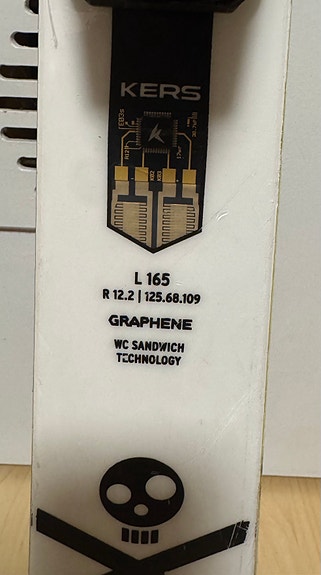 KERS
L 165
R 12.2 | 125.68.109
GRAPHENE
WC SANDWICH
TECHNOLOGY